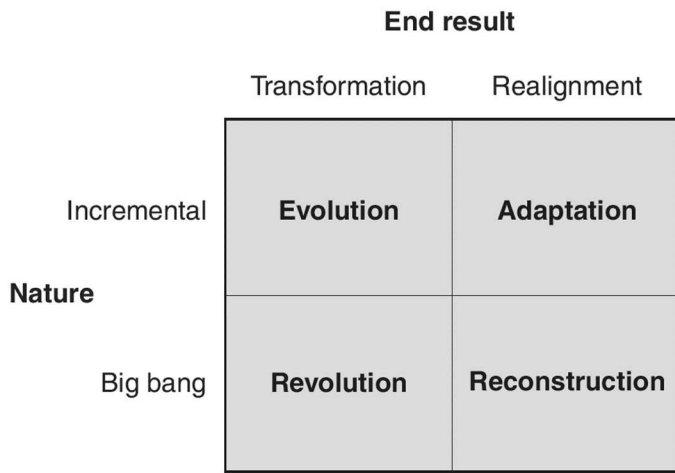 End result
Transformation Realignment
Incremental Evolution Adaptation
Nature
Big bang Revolution Reconstruction